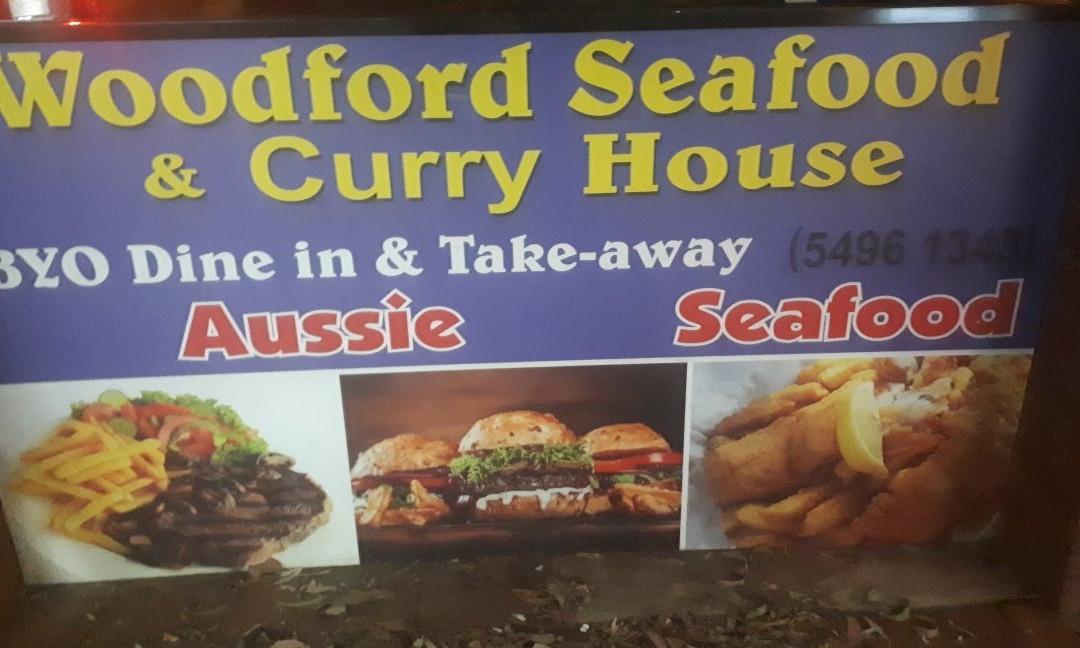 Woodford Seafood
& Curry House
BYO Dine in & Take-away (5496 1343)
Aussie Seafood